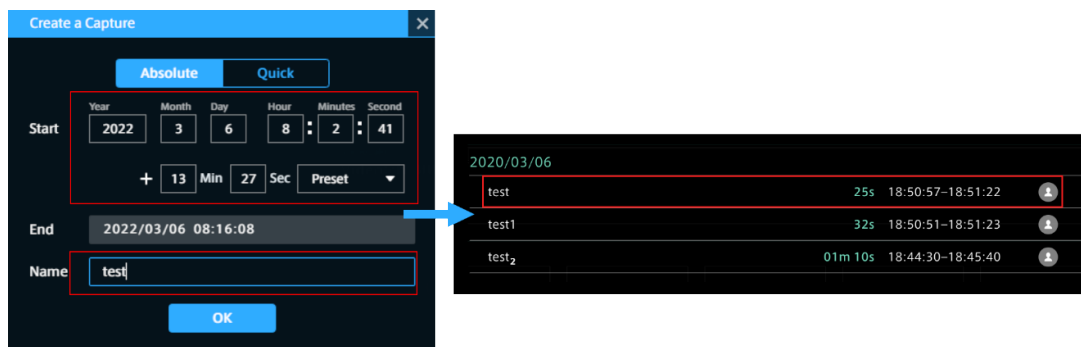 Create a Capture
Absolute Quick
Year Month Day Hour Minutes Second
Start 2022 3 6 8 : 2 : 41
+ 13 Min 27 Sec Preset
End 2022/03/06 08:16:08
Name test
OK
2020/03/06
test 25s 18:50:57–18:51:22
test1 32s 18:50:51–18:51:23
test2 01m 10s 18:44:30–18:45:40